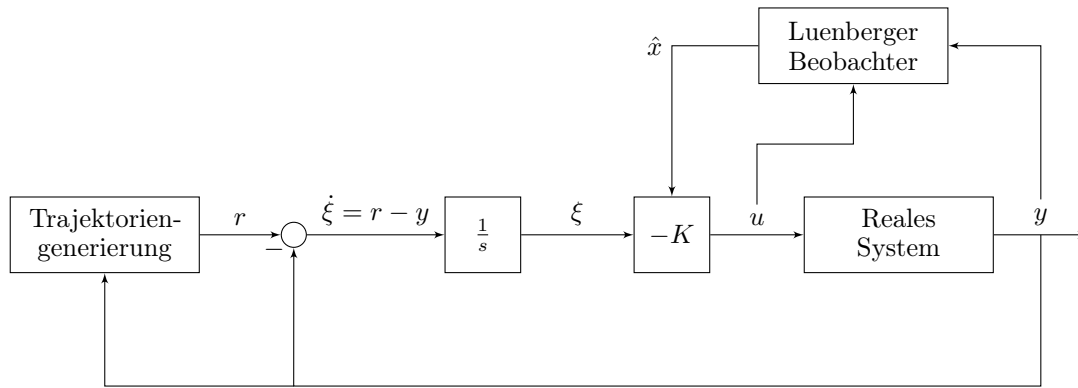 Luenberger
Beobachter
x̂
Trajektorien-
generierung
r
−
ξ̇ = r − y
1/s
ξ
−K
u
Reales
System
y